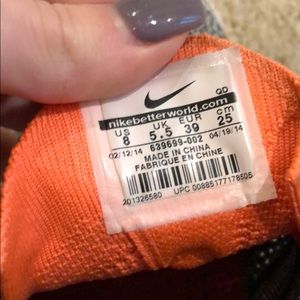 QD
nikebetterworld.com
US UK EUR cm
8 5.5 39 25
02/12/14 639699-002 04/19/14
MADE IN CHINA
FABRIQUE EN CHINE
201326580 UPC 00885177178505